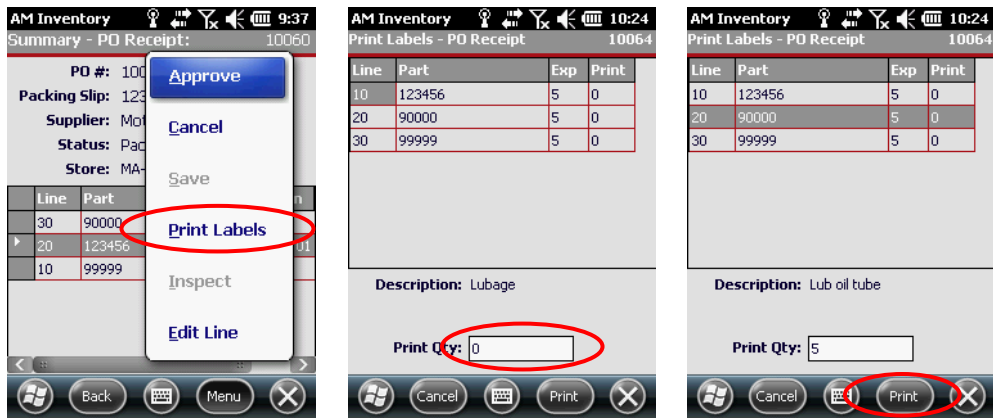 AM Inventory 9:37
Summary - PO Receipt: 10060
PO #: 100
Packing Slip: 123
Supplier: Mot
Status: Pac
Store: MA-
Approve
Cancel
Save
Print Labels
Inspect
Edit Line
Line Part n
30 90000
20 123456 01
10 99999
Back Menu
AM Inventory 10:24
Print Labels - PO Receipt 10064
Line Part Exp Print
10 123456 5 0
20 90000 5 0
30 99999 5 0
Description: Lubage
Print Qty: 0
Cancel Print
AM Inventory 10:24
Print Labels - PO Receipt 10064
Line Part Exp Print
10 123456 5 0
20 90000 5 0
30 99999 5 0
Description: Lub oil tube
Print Qty: 5
Cancel Print